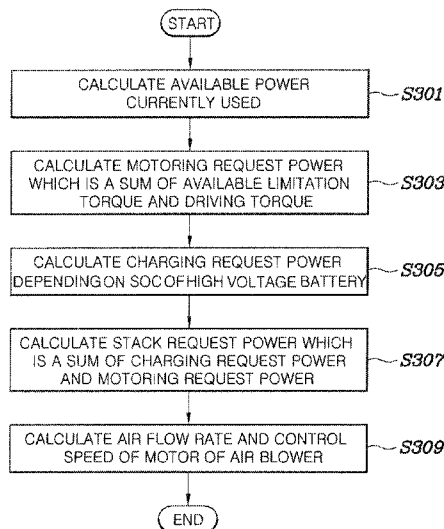 START
CALCULATE AVAILABLE POWER
CURRENTLY USED
S301
CALCULATE MOTORING REQUEST POWER
WHICH IS A SUM OF AVAILABLE LIMITATION
TORQUE AND DRIVING TORQUE
S303
CALCULATE CHARGING REQUEST POWER
DEPENDING ON SOC OF HIGH VOLTAGE BATTERY
S305
CALCULATE STACK REQUEST POWER WHICH
IS A SUM OF CHARGING REQUEST POWER
AND MOTORING REQUEST POWER
S307
CALCULATE AIR FLOW RATE AND CONTROL
SPEED OF MOTOR OF AIR BLOWER
S309
END